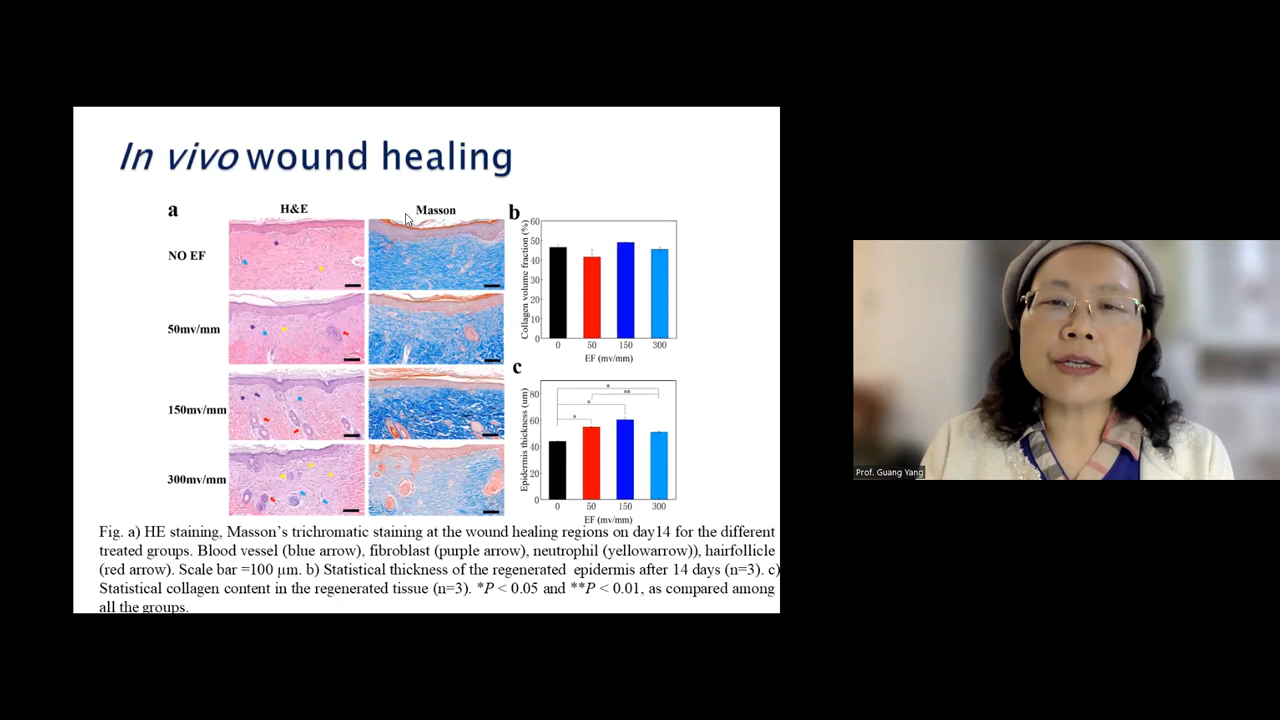 In vivo wound healing
a
H&E
Masson
NO EF
50mv/mm
150mv/mm
300mv/mm
b
Collagen volume fraction (%)
60
50
40
30
20
10
0
0
50
150
300
EF (mv/mm)
c
Epidermis thickness (um)
80
60
40
20
0
*
**
*
*
0
50
150
300
EF (mv/mm)
Fig. a) HE staining, Masson's trichromatic staining at the wound healing regions on day14 for the different
treated groups. Blood vessel (blue arrow), fibroblast (purple arrow), neutrophil (yellowarrow)), hairfollicle
(red arrow). Scale bar =100 μm. b) Statistical thickness of the regenerated epidermis after 14 days (n=3). c)
Statistical collagen content in the regenerated tissue (n=3). *P < 0.05 and **P < 0.01, as compared among
all the groups.
Prof. Guang Yang